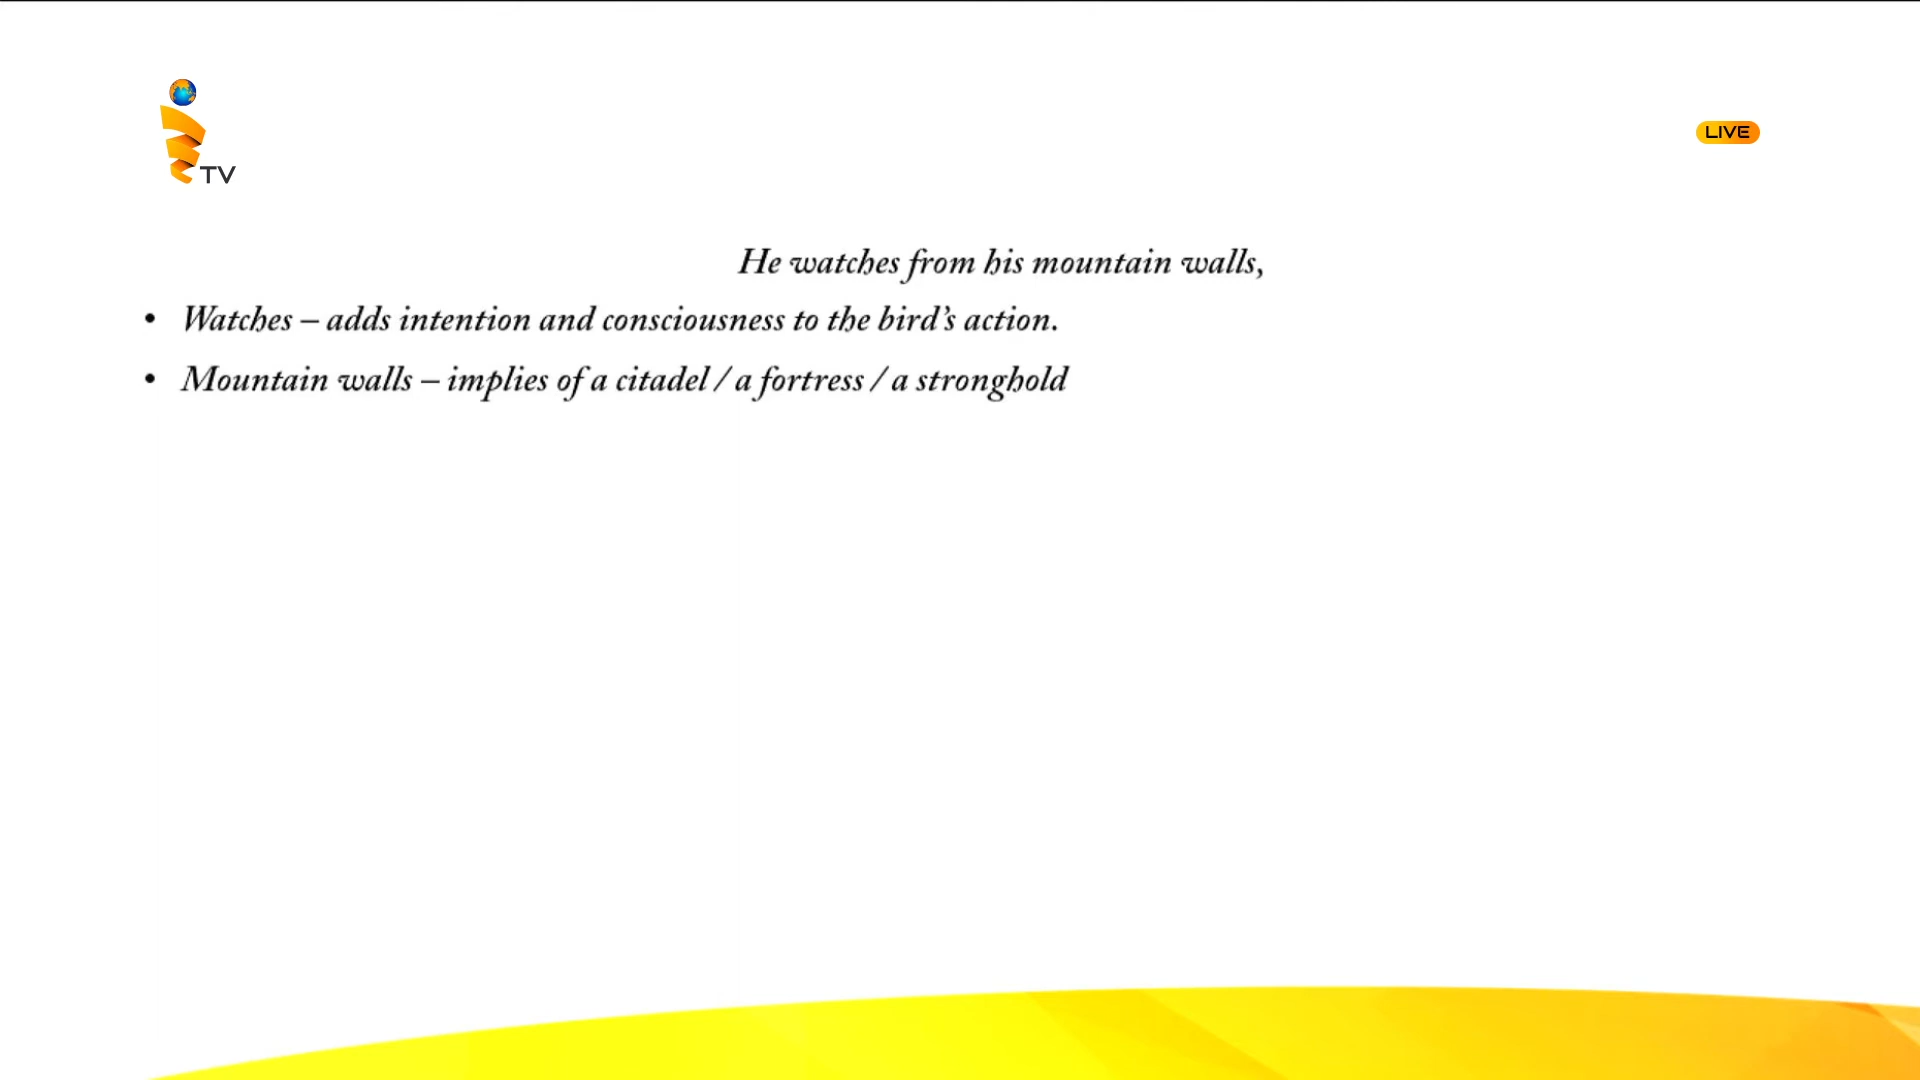 TV
LIVE
He watches from his mountain walls,
• Watches – adds intention and consciousness to the bird’s action.
• Mountain walls – implies of a citadel / a fortress / a stronghold